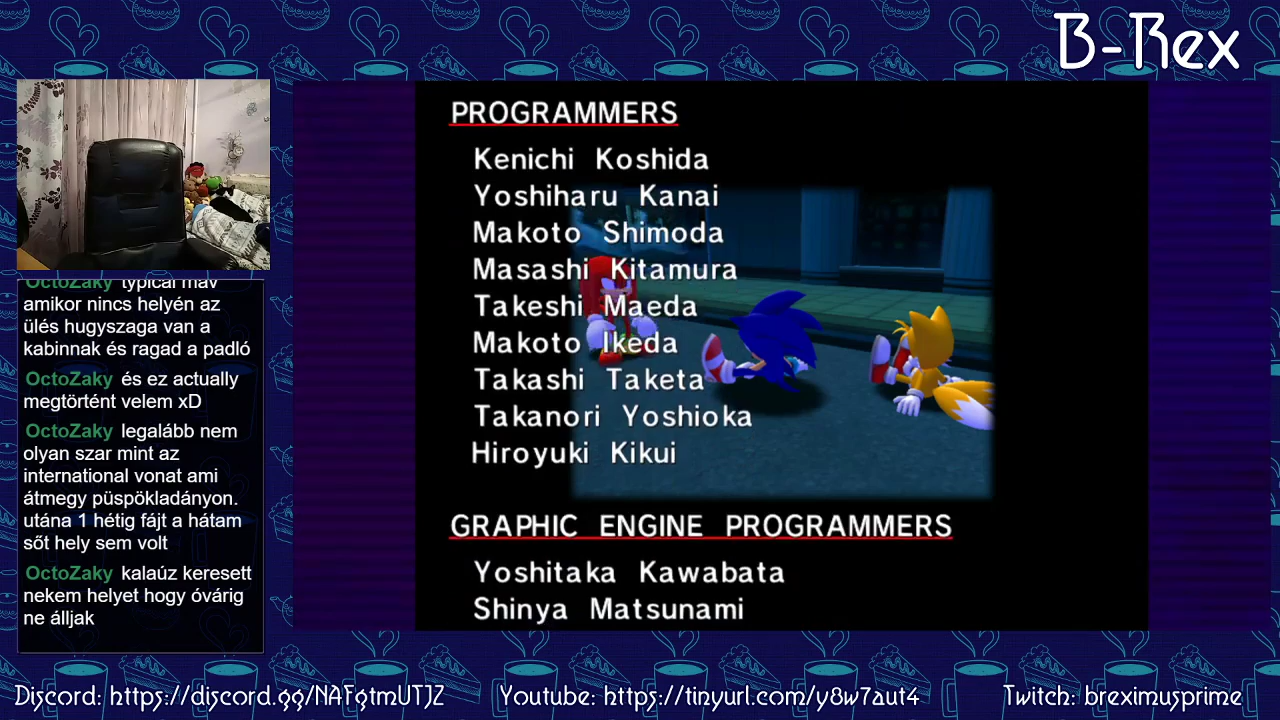 B-Rex
PROGRAMMERS
Kenichi Koshida
Yoshiharu Kanai
Makoto Shimoda
Masashi Kitamura
Takeshi Maeda
Makoto Ikeda
Takashi Taketa
Takanori Yoshioka
Hiroyuki Kikui
GRAPHIC ENGINE PROGRAMMERS
Yoshitaka Kawabata
Shinya Matsunami
OctoZaky typical máv
amikor nincs helyén az
ülés hugyszaga van a
kabinnak és ragad a padló
OctoZaky és ez actually
megtörtént velem xD
OctoZaky legalább nem
olyan szar mint az
international vonat ami
átmegy püspökladányon.
utána 1 hétig fájt a hátam
sőt hely sem volt
OctoZaky kalaúz keresett
nekem helyet hogy óvárig
ne álljak
Discord: https://discord.gg/NAFgtmUTJZ Youtube: https://tinyurl.com/y8w7aut4 Twitch: breximusprime